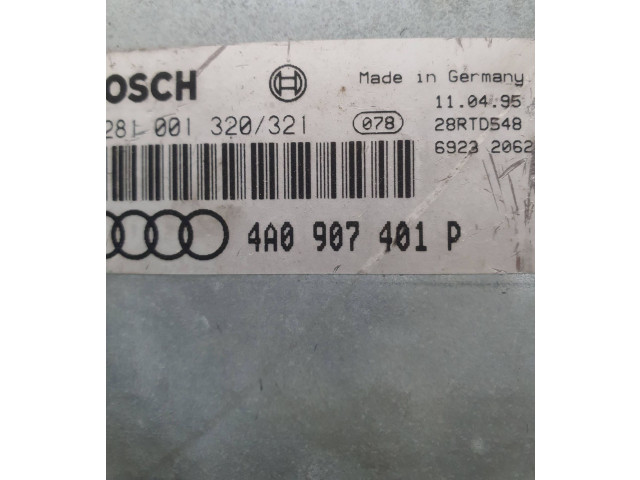 OSCH
Made in Germany
11.04.95
281 001 320/321 078 28RTD548
6923 2062
4A0 907 401 P